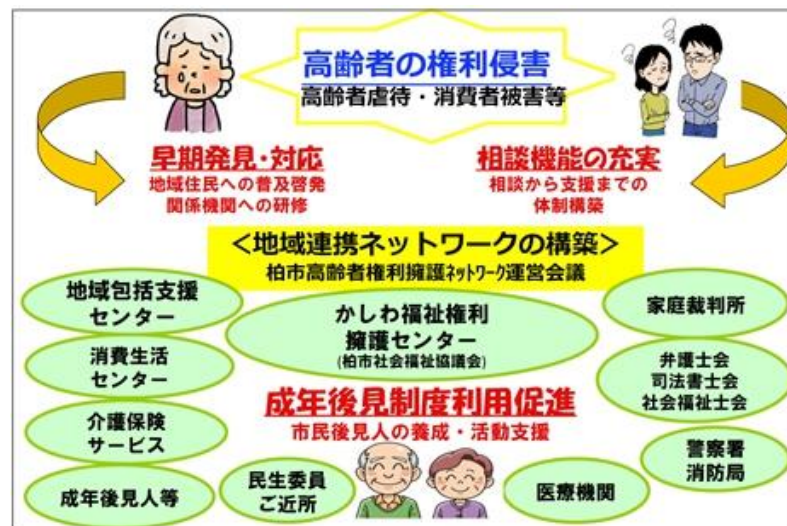 高齢者の権利侵害
高齢者虐待・消費者被害等
早期発見・対応
地域住民への普及啓発
関係機関への研修
相談機能の充実
相談から支援までの
体制構築
＜地域連携ネットワークの構築＞
柏市高齢者権利擁護ﾈｯﾄﾜｰｸ運営会議
地域包括支援
センター
かしわ福祉権利
擁護センター
(柏市社会福祉協議会)
家庭裁判所
消費生活
センター
弁護士会
司法書士会
社会福祉士会
成年後見制度利用促進
市民後見人の養成・活動支援
介護保険
サービス
警察署
消防局
成年後見人等
民生委員
ご近所
医療機関